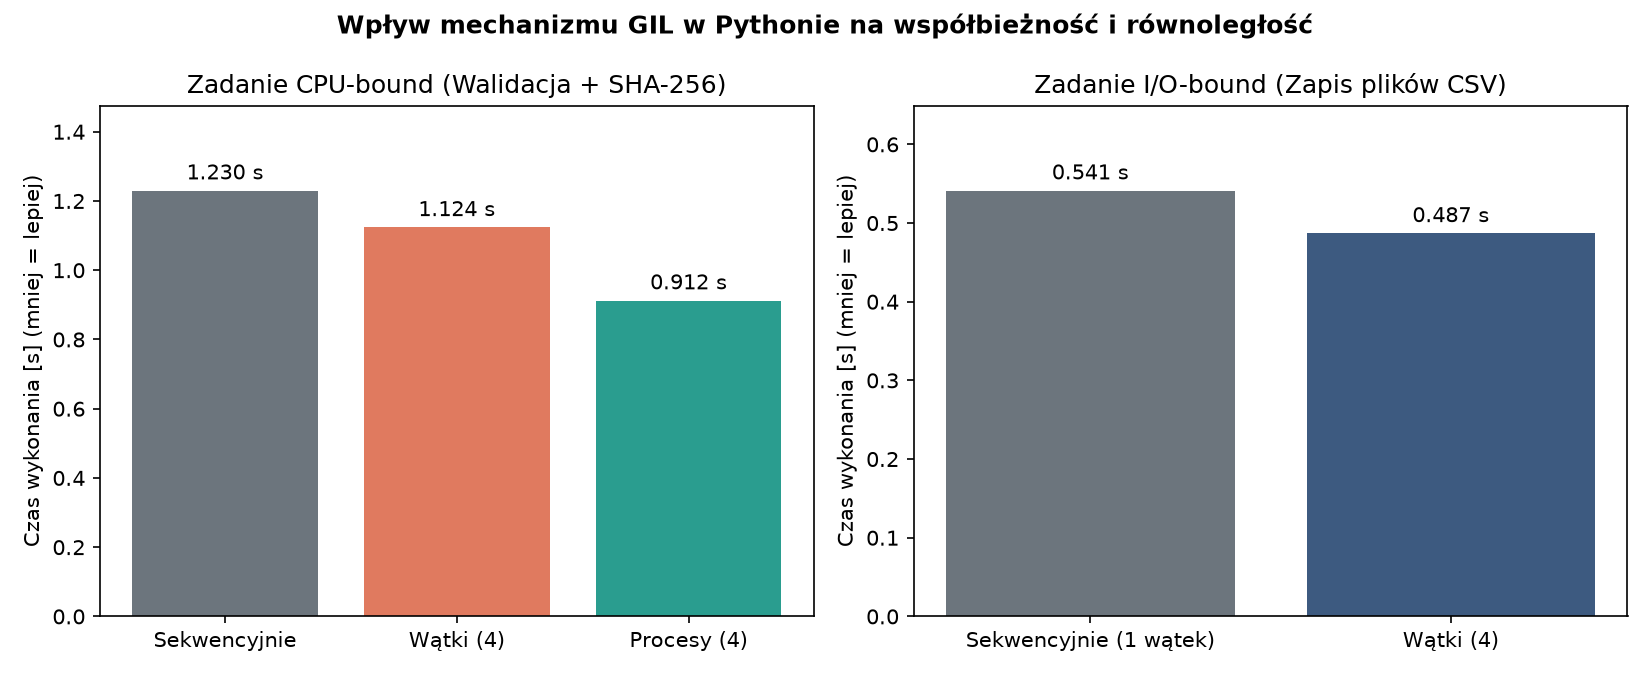 Wpływ mechanizmu GIL w Pythonie na współbieżność i równoległość
Zadanie CPU-bound (Walidacja + SHA-256)
Czas wykonania [s] (mniej = lepiej)
1.4
1.2
1.0
0.8
0.6
0.4
0.2
0.0
1.230 s
1.124 s
0.912 s
Sekwencyjnie
Wątki (4)
Procesy (4)
Zadanie I/O-bound (Zapis plików CSV)
Czas wykonania [s] (mniej = lepiej)
0.6
0.5
0.4
0.3
0.2
0.1
0.0
0.541 s
0.487 s
Sekwencyjnie (1 wątek)
Wątki (4)